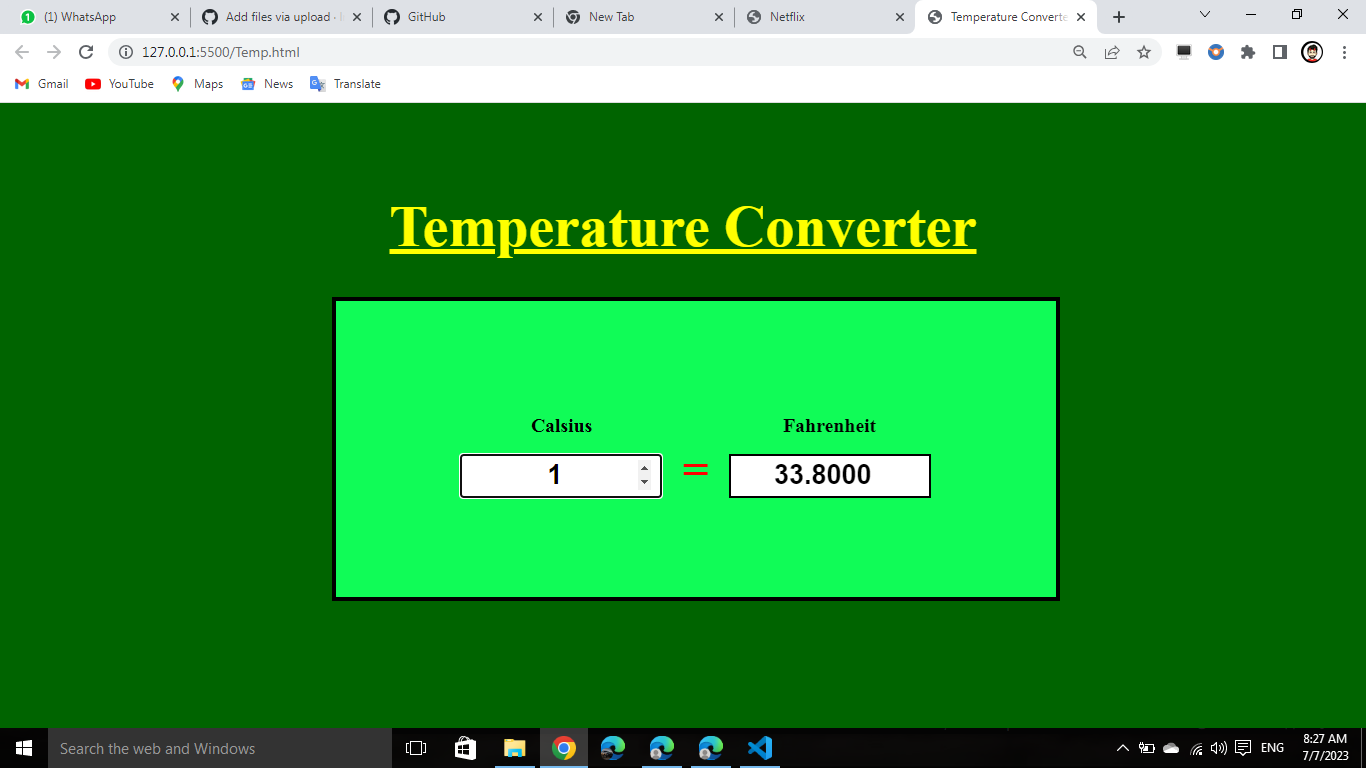 (1) WhatsApp
Add files via upload ·
GitHub
New Tab
Netflix
Temperature Converte
127.0.0.1:5500/Temp.html
Gmail
YouTube
Maps
News
Translate
Temperature Converter
Calsius
Fahrenheit
1
=
33.8000
Search the web and Windows
ENG
8:27 AM
7/7/2023